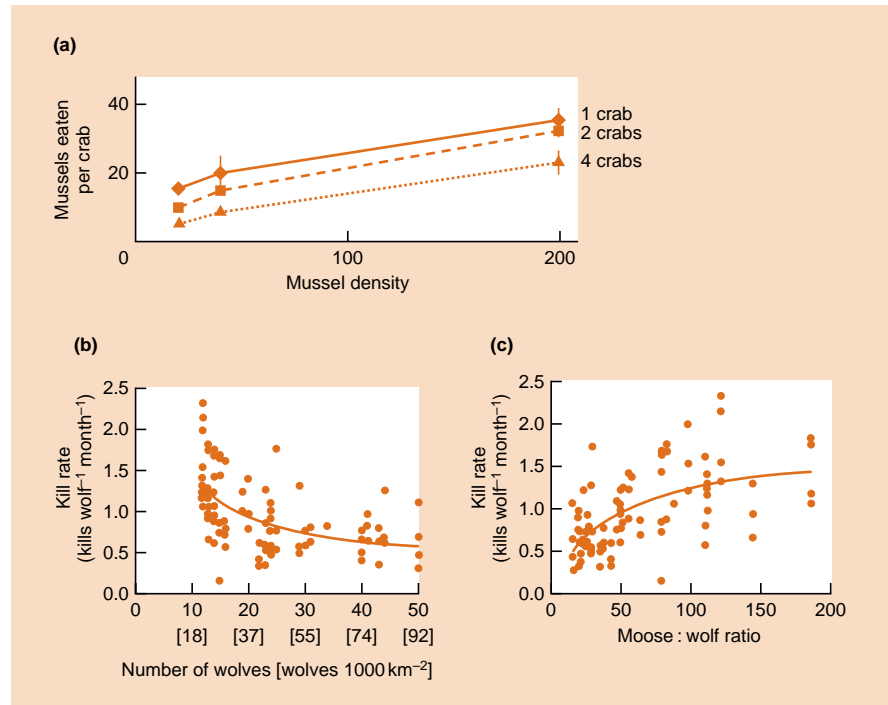 (a)
Mussels eaten
per crab
40
20
0
100
200
Mussel density
1 crab
2 crabs
4 crabs
(b)
Kill rate
(kills wolf⁻¹ month⁻¹)
2.5
2.0
1.5
1.0
0.5
0.0
0 10 20 30 40 50
[18] [37] [55] [74] [92]
Number of wolves [wolves 1000 km⁻²]
(c)
Kill rate
(kills wolf⁻¹ month⁻¹)
2.5
2.0
1.5
1.0
0.5
0.0
0 50 100 150 200
Moose : wolf ratio